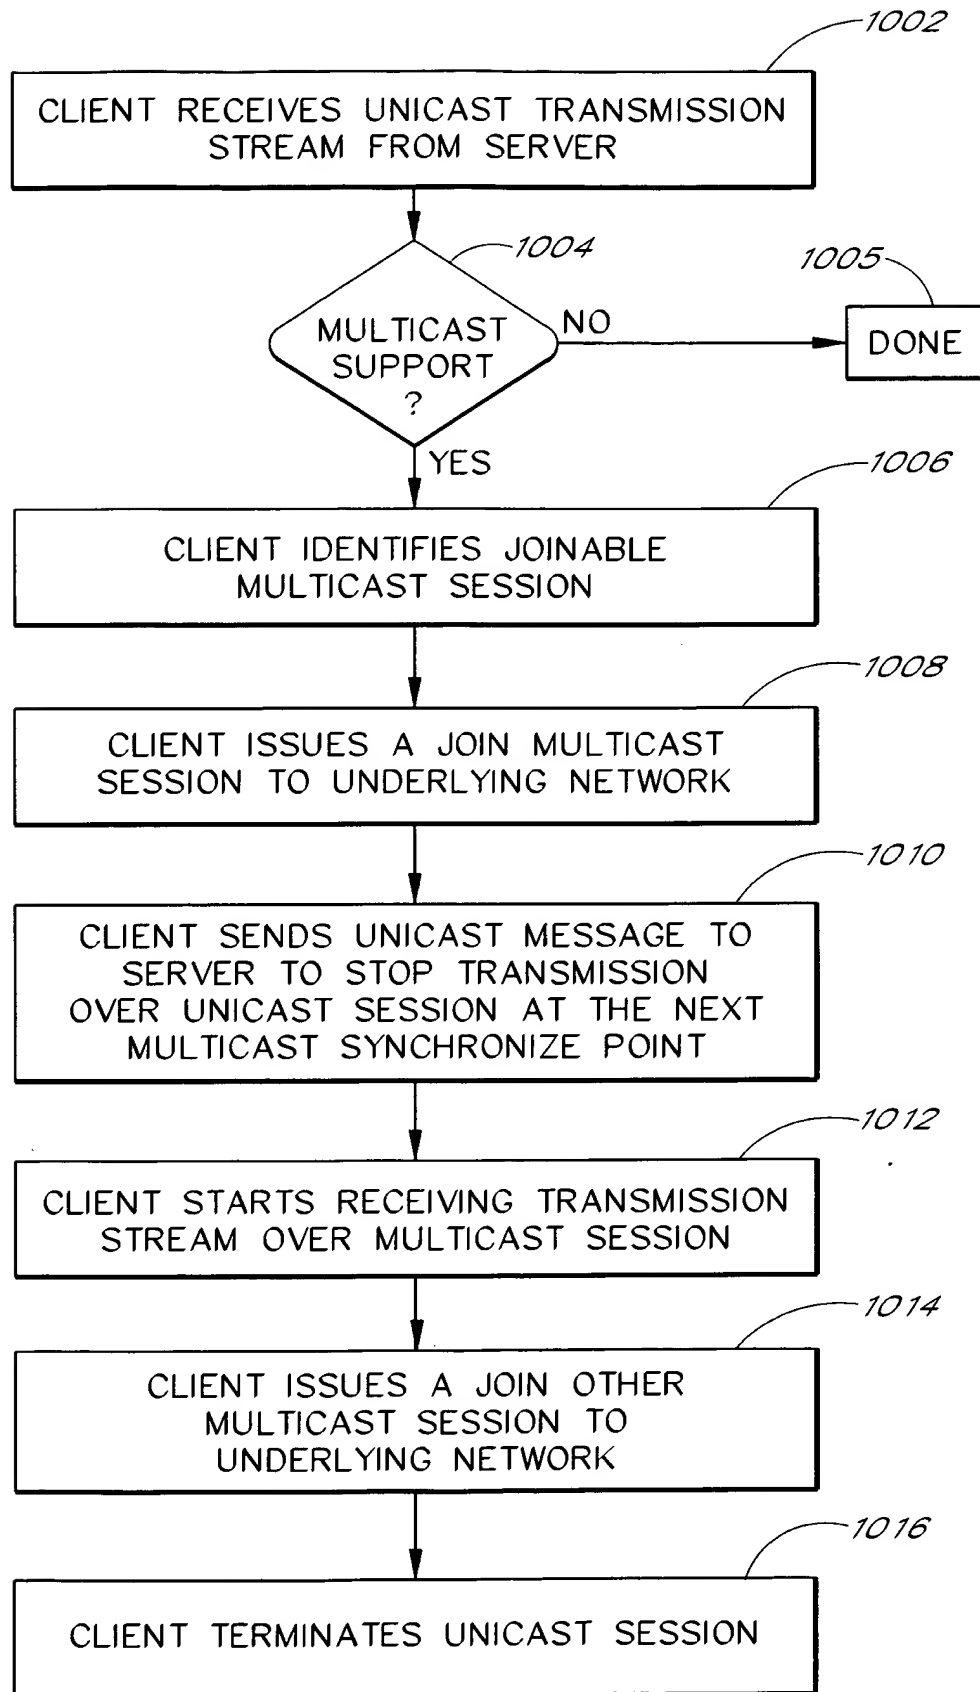 1002
CLIENT RECEIVES UNICAST TRANSMISSION
STREAM FROM SERVER
1004
1005
MULTICAST
SUPPORT
?
NO
DONE
YES
1006
CLIENT IDENTIFIES JOINABLE
MULTICAST SESSION
1008
CLIENT ISSUES A JOIN MULTICAST
SESSION TO UNDERLYING NETWORK
1010
CLIENT SENDS UNICAST MESSAGE TO
SERVER TO STOP TRANSMISSION
OVER UNICAST SESSION AT THE NEXT
MULTICAST SYNCHRONIZE POINT
1012
CLIENT STARTS RECEIVING TRANSMISSION
STREAM OVER MULTICAST SESSION
1014
CLIENT ISSUES A JOIN OTHER
MULTICAST SESSION TO
UNDERLYING NETWORK
1016
CLIENT TERMINATES UNICAST SESSION